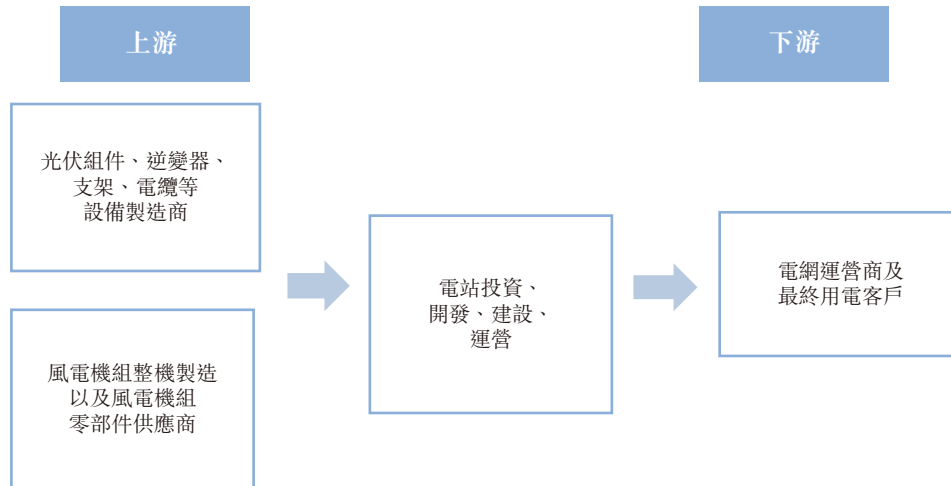 上游
下游
光伏組件、逆變器、
支架、電纜等
設備製造商
風電機組整機製造
以及風電機組
零部件供應商
電站投資、
開發、建設、
運營
電網運營商及
最終用電客戶